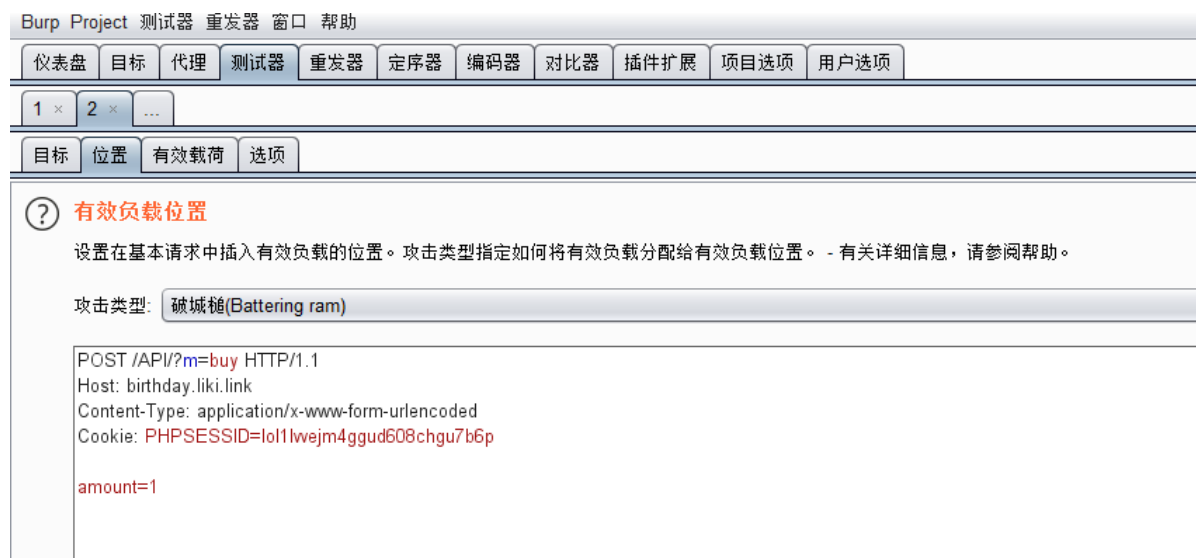 Burp Project 测试器 重发器 窗口 帮助
仪表盘 目标 代理 测试器 重发器 定序器 编码器 对比器 插件扩展 项目选项 用户选项
1 × 2 × ...
目标 位置 有效载荷 选项
? 有效负载位置
设置在基本请求中插入有效负载的位置。攻击类型指定如何将有效负载分配给有效负载位置。 - 有关详细信息，请参阅帮助。
攻击类型: 破城槌(Battering ram)
POST /API/?m=buy HTTP/1.1
Host: birthday.liki.link
Content-Type: application/x-www-form-urlencoded
Cookie: PHPSESSID=lol1lwejm4ggud608chgu7b6p
amount=1